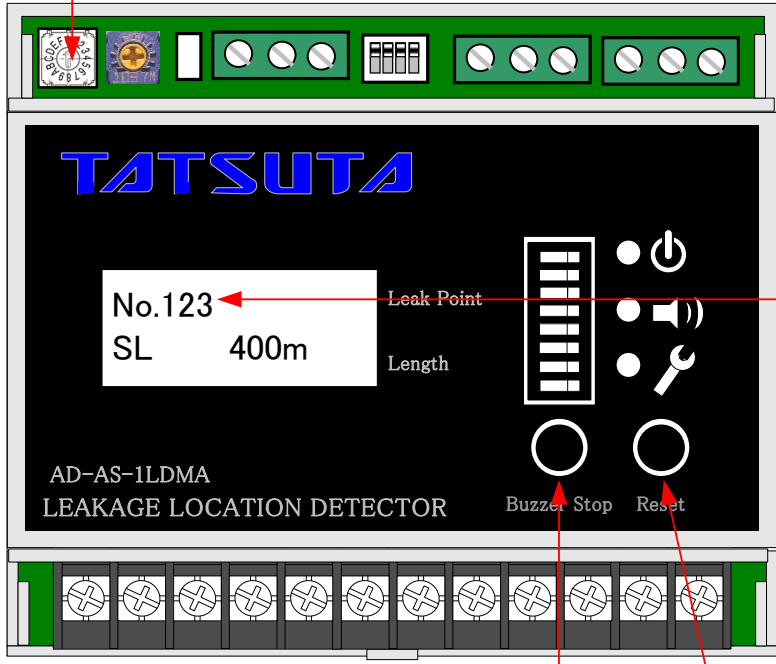 TATSUTA
No.123
Leak Point
SL 400m
Length
AD-AS-1LDMA
LEAKAGE LOCATION DETECTOR
Buzzer Stop Reset